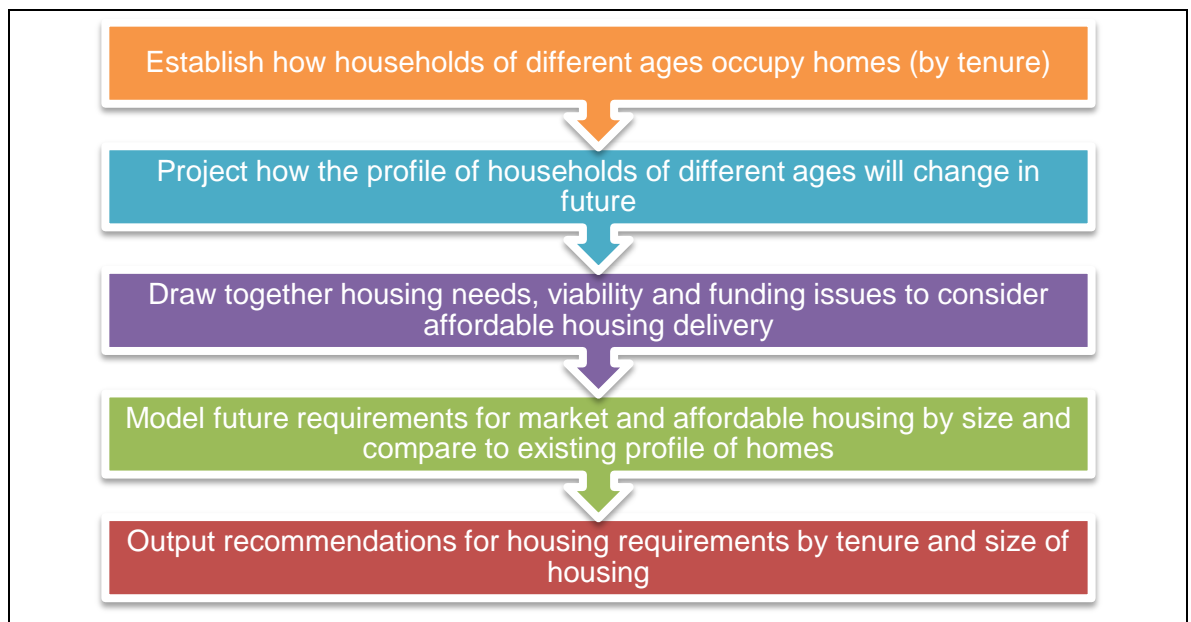 Establish how households of different ages occupy homes (by tenure)
Project how the profile of households of different ages will change in
future
Draw together housing needs, viability and funding issues to consider
affordable housing delivery
Model future requirements for market and affordable housing by size and
compare to existing profile of homes
Output recommendations for housing requirements by tenure and size of
housing